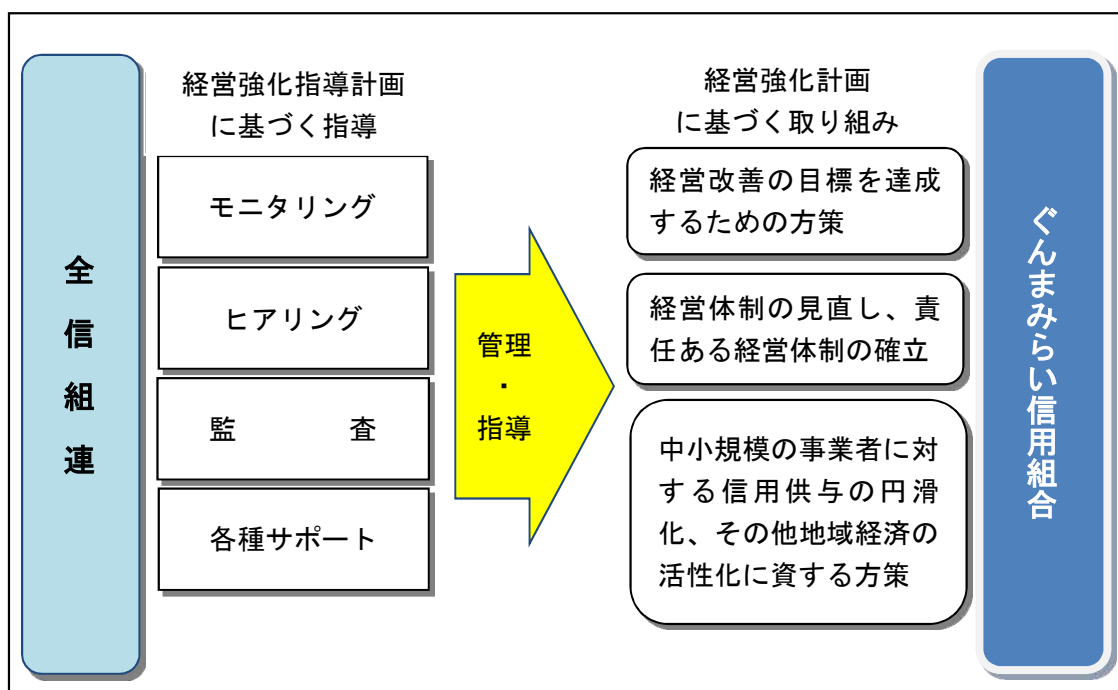 全信組連
経営強化指導計画
に基づく指導
モニタリング
ヒアリング
監　　　査
各種サポート
管理
・
指導
経営強化計画
に基づく取り組み
経営改善の目標を達成
するための方策
経営体制の見直し、責
任ある経営体制の確立
中小規模の事業者に対
する信用供与の円滑
化、その他地域経済の
活性化に資する方策
ぐんまみらい信用組合